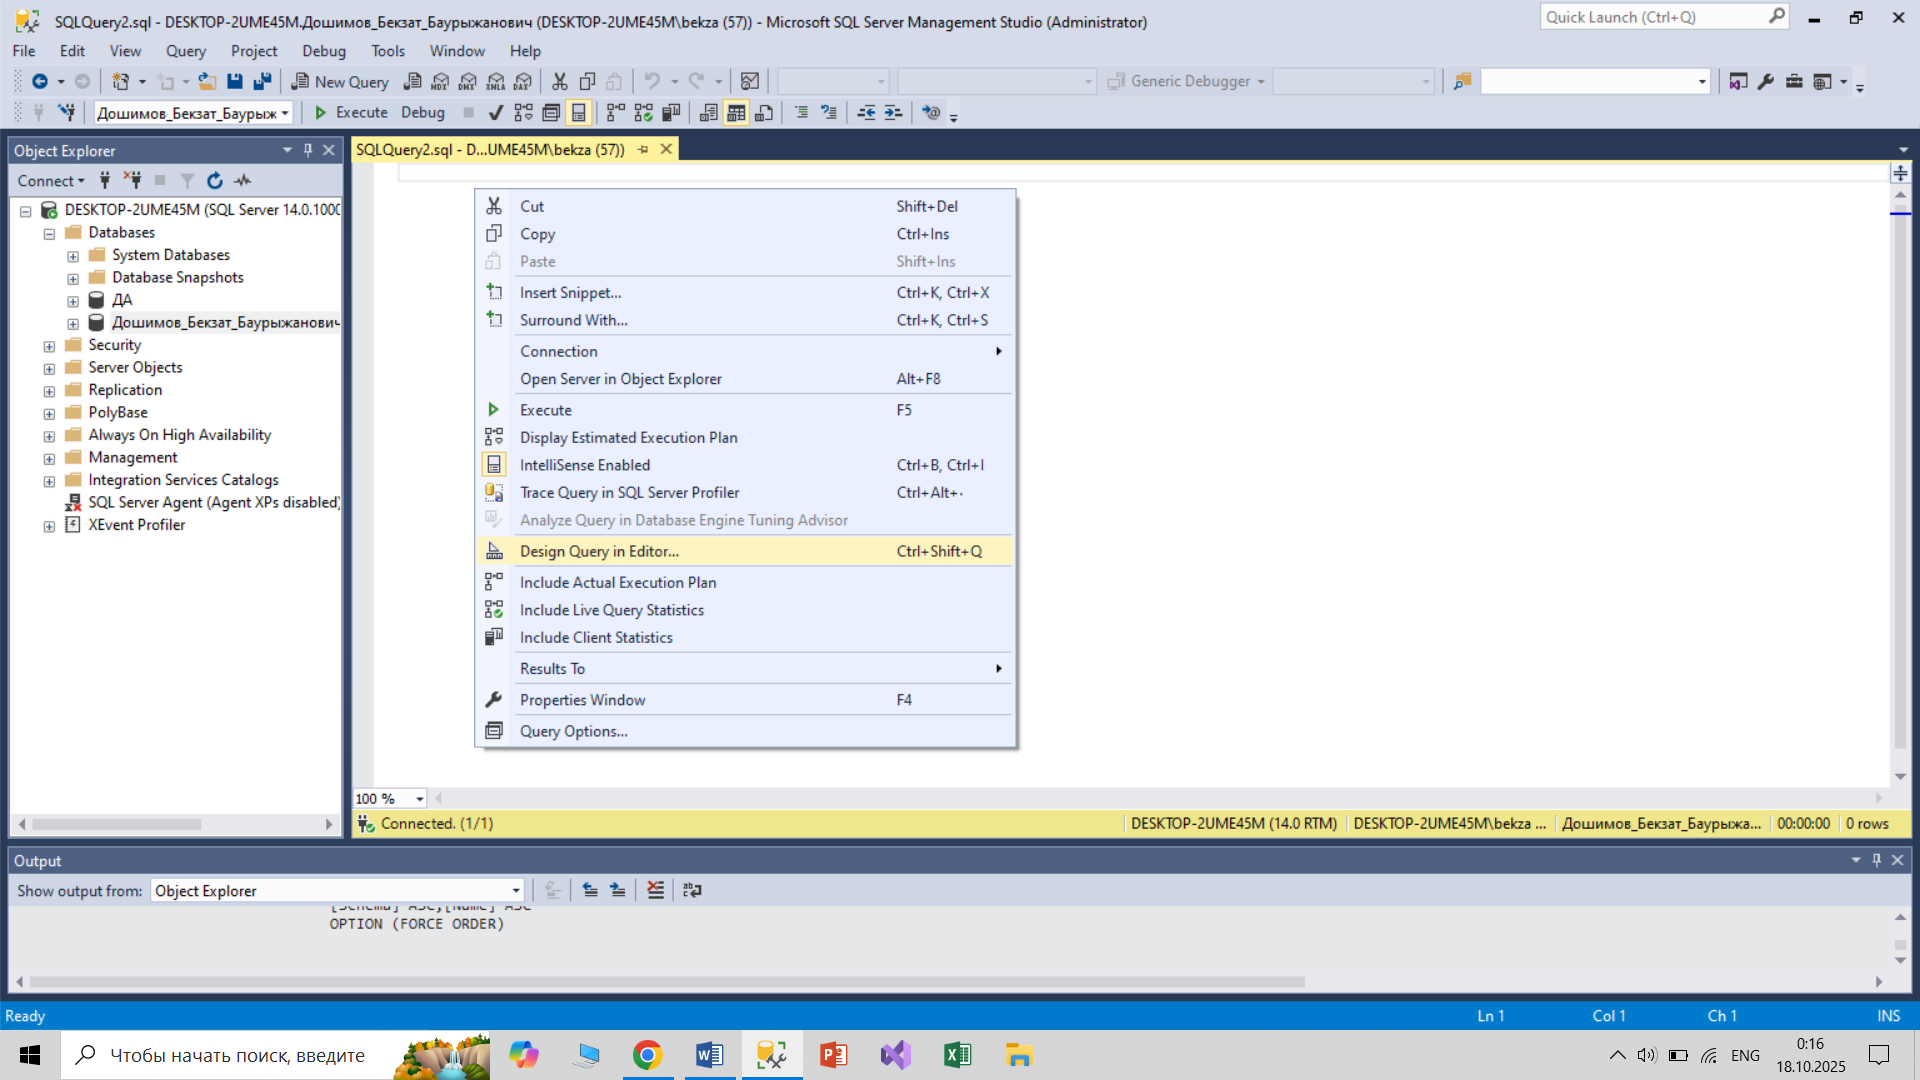 SQLQuery2.sql - DESKTOP-2UME45M.Дошимов_Бекзат_Баурыжанович (DESKTOP-2UME45M\bekza (57)) - Microsoft SQL Server Management Studio (Administrator)
Quick Launch (Ctrl+Q)
File Edit View Query Project Debug Tools Window Help
New Query
MDX DMX XMLA DAX
Generic Debugger
Дошимов_Бекзат_Баурыж
Execute Debug
Object Explorer
SQLQuery2.sql - D...UME45M\bekza (57))
Connect
DESKTOP-2UME45M (SQL Server 14.0.1000
Databases
System Databases
Database Snapshots
ДА
Дошимов_Бекзат_Баурыжанович
Security
Server Objects
Replication
PolyBase
Always On High Availability
Management
Integration Services Catalogs
SQL Server Agent (Agent XPs disabled)
XEvent Profiler
Cut Shift+Del
Copy Ctrl+Ins
Paste Shift+Ins
Insert Snippet... Ctrl+K, Ctrl+X
Surround With... Ctrl+K, Ctrl+S
Connection
Open Server in Object Explorer Alt+F8
Execute F5
Display Estimated Execution Plan
IntelliSense Enabled Ctrl+B, Ctrl+I
Trace Query in SQL Server Profiler Ctrl+Alt+·
Analyze Query in Database Engine Tuning Advisor
Design Query in Editor... Ctrl+Shift+Q
Include Actual Execution Plan
Include Live Query Statistics
Include Client Statistics
Results To
Properties Window F4
Query Options...
100 %
Connected. (1/1)
DESKTOP-2UME45M (14.0 RTM) DESKTOP-2UME45M\bekza ... Дошимов_Бекзат_Баурыжа... 00:00:00 0 rows
Output
Show output from: Object Explorer
[Schema] ASC,[Name] ASC
OPTION (FORCE ORDER)
Ready
Ln 1 Col 1 Ch 1 INS
Чтобы начать поиск, введите
ENG
0:16
18.10.2025